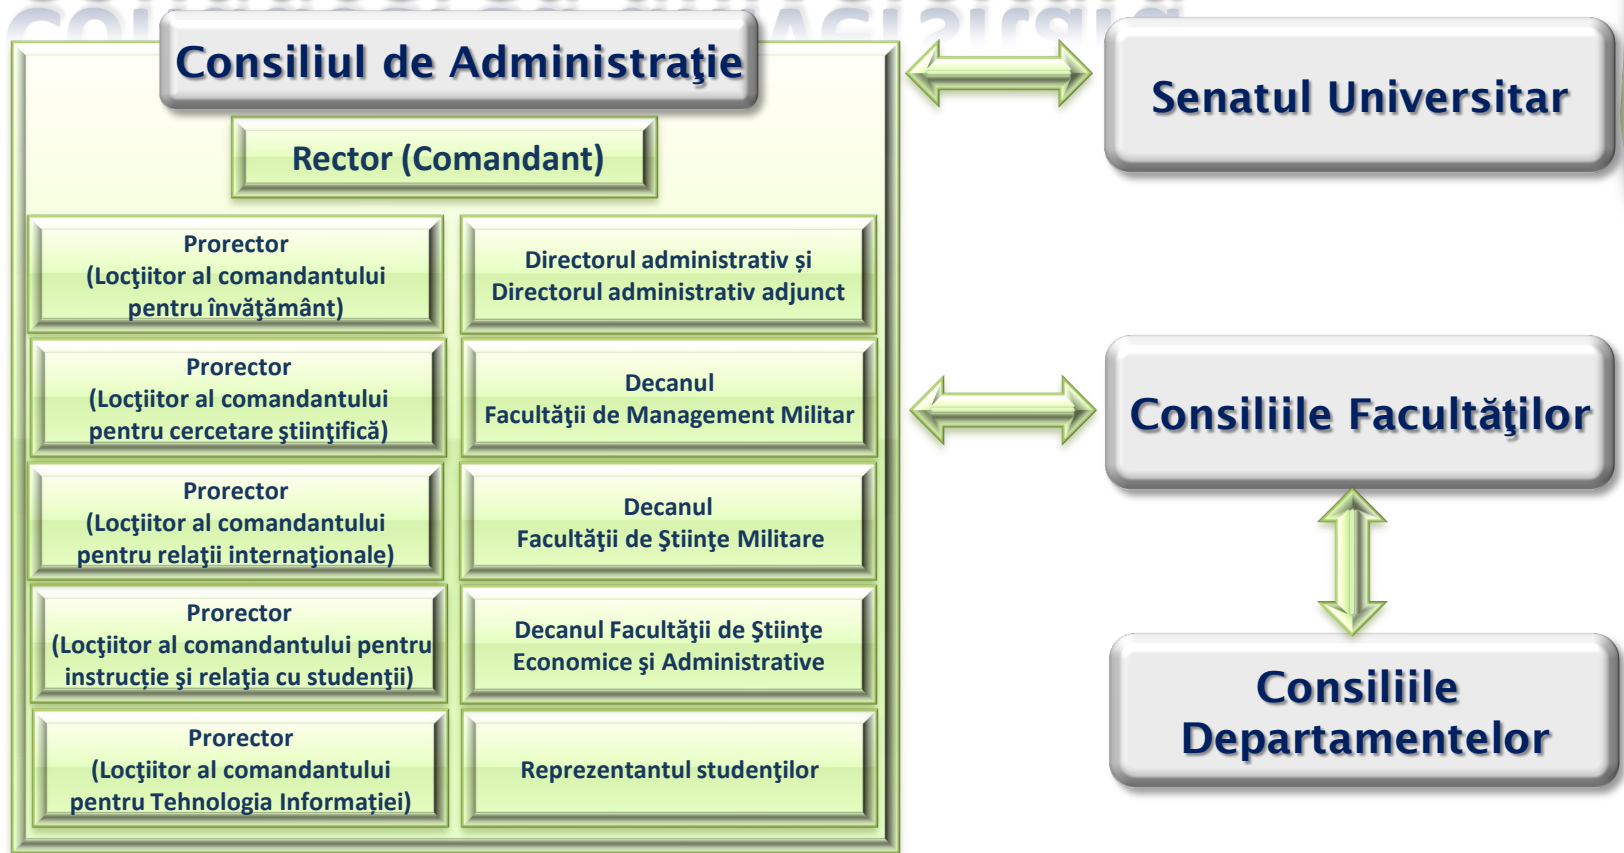 Consiliul de Administraţie
Rector (Comandant)
Prorector
(Locţiitor al comandantului
pentru învăţământ)
Directorul administrativ și
Directorul administrativ adjunct
Prorector
(Locţiitor al comandantului
pentru cercetare ştiinţifică)
Decanul
Facultăţii de Management Militar
Prorector
(Locţiitor al comandantului
pentru relaţii internaţionale)
Decanul
Facultăţii de Ştiinţe Militare
Prorector
(Locţiitor al comandantului pentru
instrucție şi relaţia cu studenţii)
Decanul Facultăţii de Ştiinţe
Economice şi Administrative
Prorector
(Locţiitor al comandantului
pentru Tehnologia Informației)
Reprezentantul studenţilor
Senatul Universitar
Consiliile Facultăţilor
Consiliile
Departamentelor